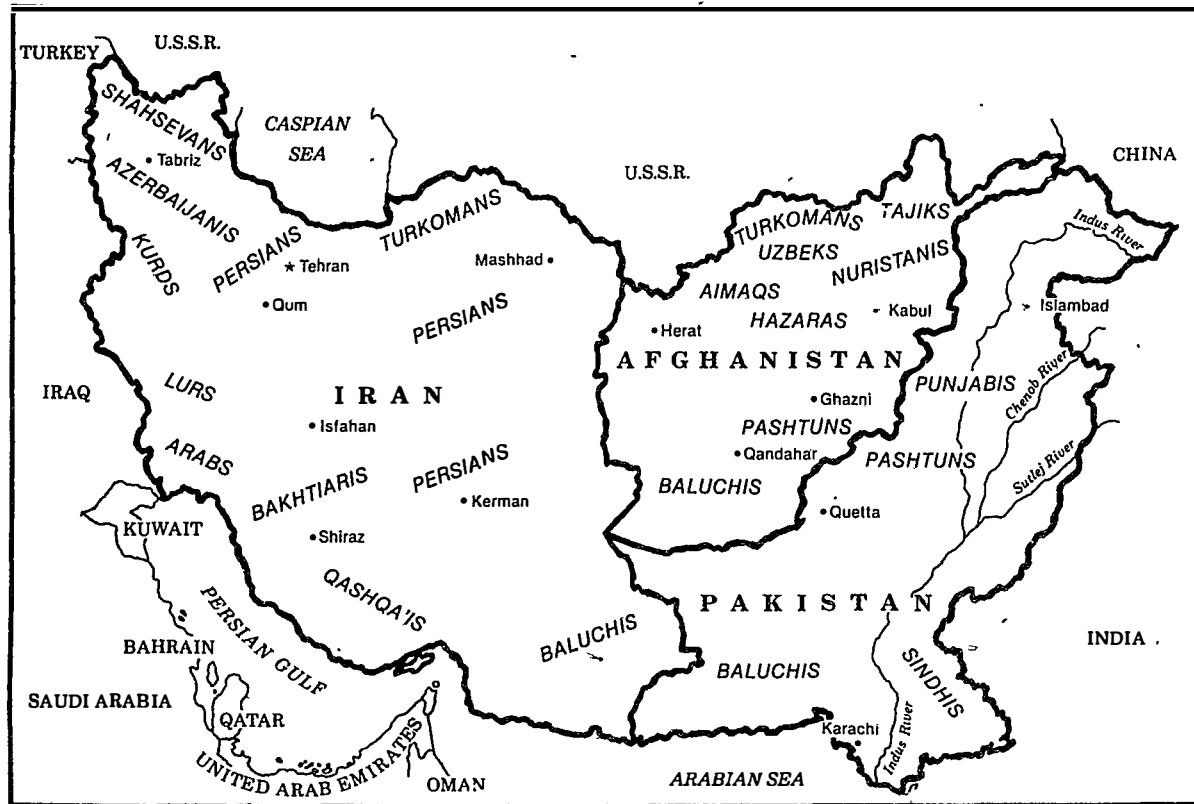 TURKEY
U.S.S.R.
SHAHSEVANS
CASPIAN
SEA
Tabriz
AZERBAIJANIS
KURDS
PERSIANS
TURKOMANS
Tehran
Mashhad
Qum
PERSIANS
IRAQ
LURS
IRAN
Isfahan
ARABS
BAKHTIARIS
PERSIANS
Kerman
KUWAIT
Shiraz
QASHQA'IS
PERSIAN GULF
BALUCHIS
BAHRAIN
SAUDI ARABIA
QATAR
UNITED ARAB EMIRATES
OMAN
U.S.S.R.
CHINA
TURKOMANS
TAJIKS
UZBEKS
NURISTANIS
AIMAQS
Herat
HAZARAS
Kabul
AFGHANISTAN
Ghazni
PASHTUNS
Qandahar
BALUCHIS
Indus River
Islambad
PUNJABIS
Chenob River
PASHTUNS
Sutlej River
Quetta
PAKISTAN
INDIA
BALUCHIS
SINDHIS
Karachi
Indus River
ARABIAN SEA